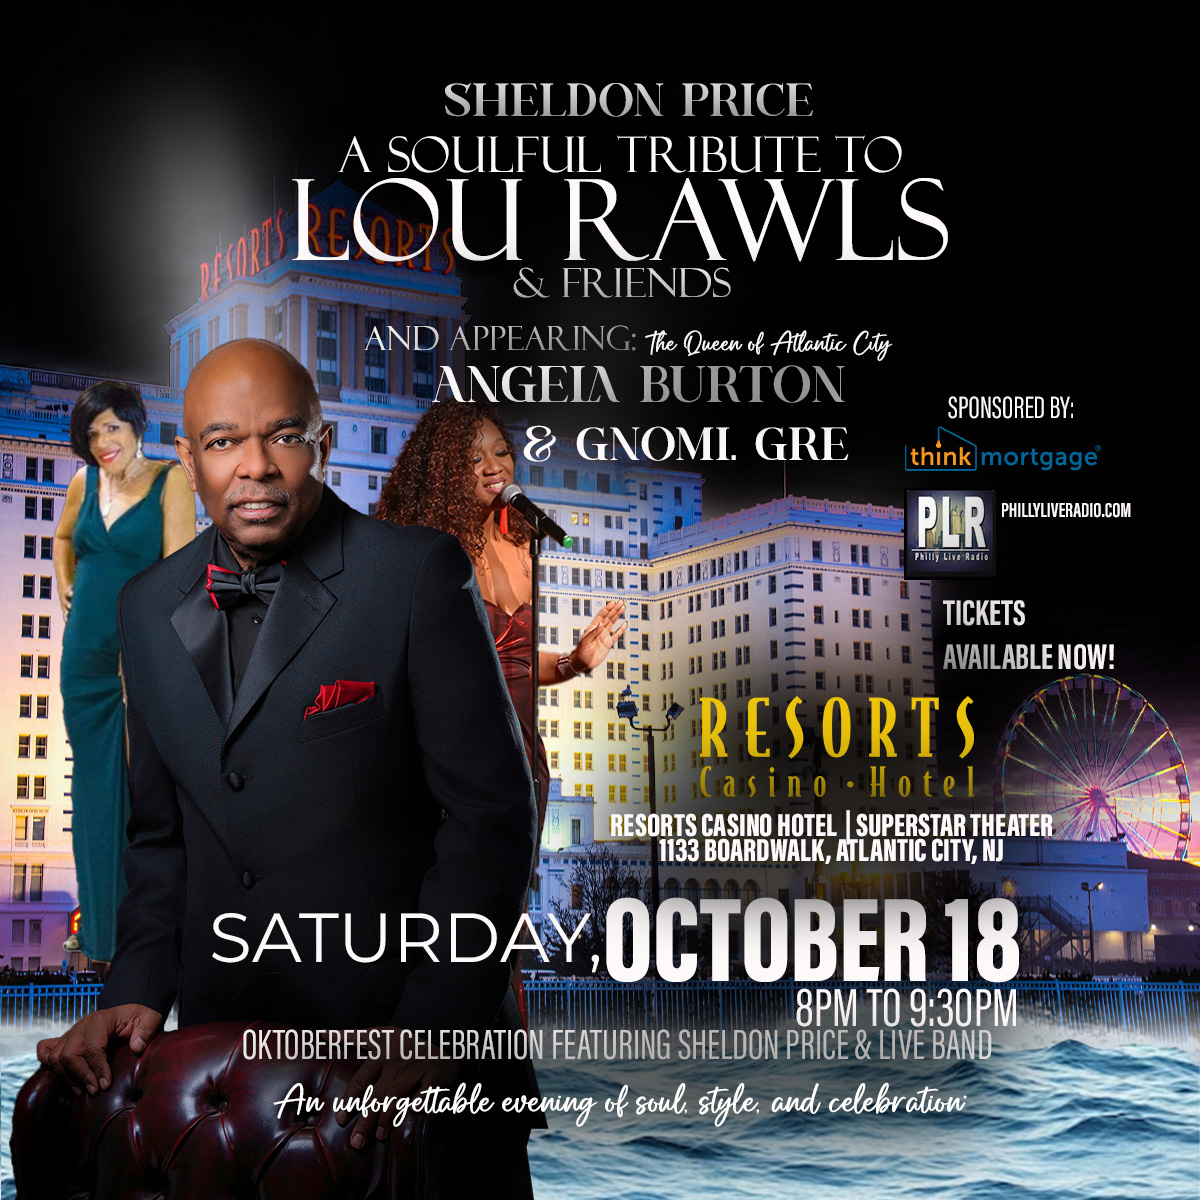 SHELDON PRICE
A SOULFUL TRIBUTE TO
LOU RAWLS
& FRIENDS
RESORTS RESORTS
AND APPEARING: The Queen of Atlantic City
ANGELA BURTON
& GNOMI. GRE
SPONSORED BY:
think mortgage®
PLR
Philly Live Radio
PHILLYLIVERADIO.COM
TICKETS
AVAILABLE NOW!
RESORTS
Casino • Hotel
RESORTS CASINO HOTEL | SUPERSTAR THEATER
1133 BOARDWALK, ATLANTIC CITY, NJ
SATURDAY, OCTOBER 18
8PM TO 9:30PM
OKTOBERFEST CELEBRATION FEATURING SHELDON PRICE & LIVE BAND
An unforgettable evening of soul, style, and celebration